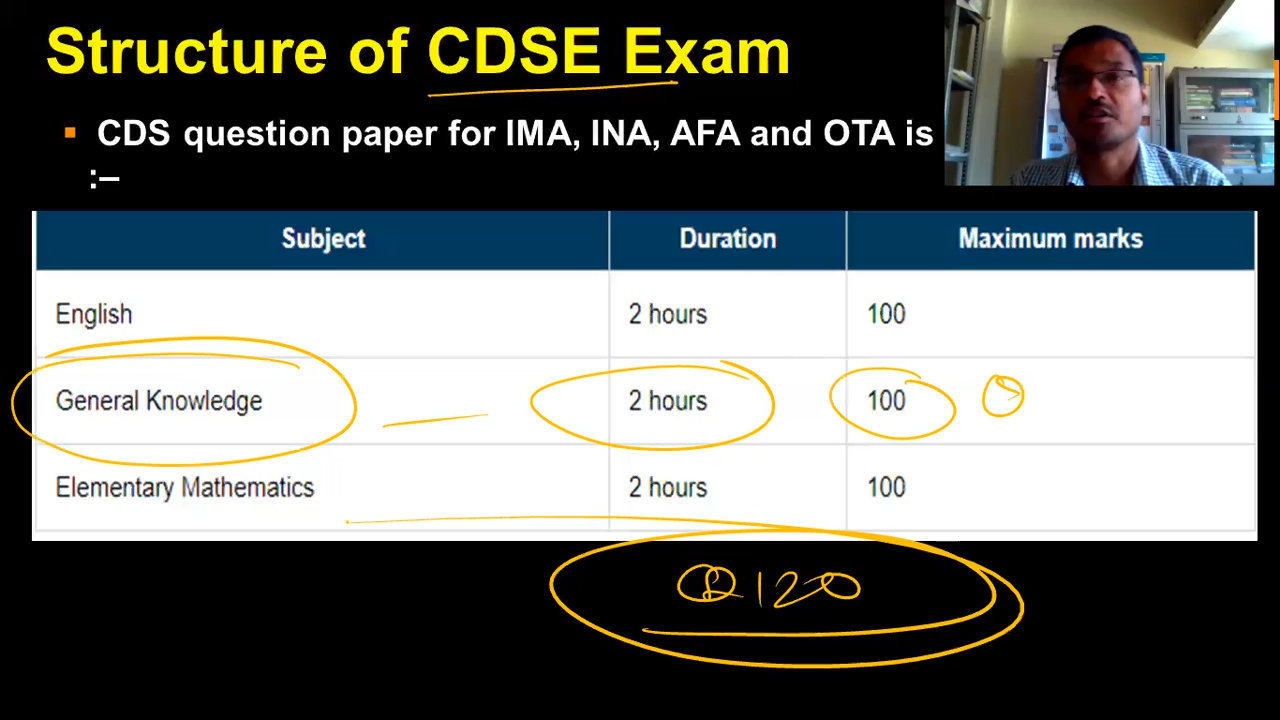 Structure of CDSE Exam
▪ CDS question paper for IMA, INA, AFA and OTA is
:–
Subject Duration Maximum marks
English 2 hours 100
General Knowledge 2 hours 100
Elementary Mathematics 2 hours 100
120